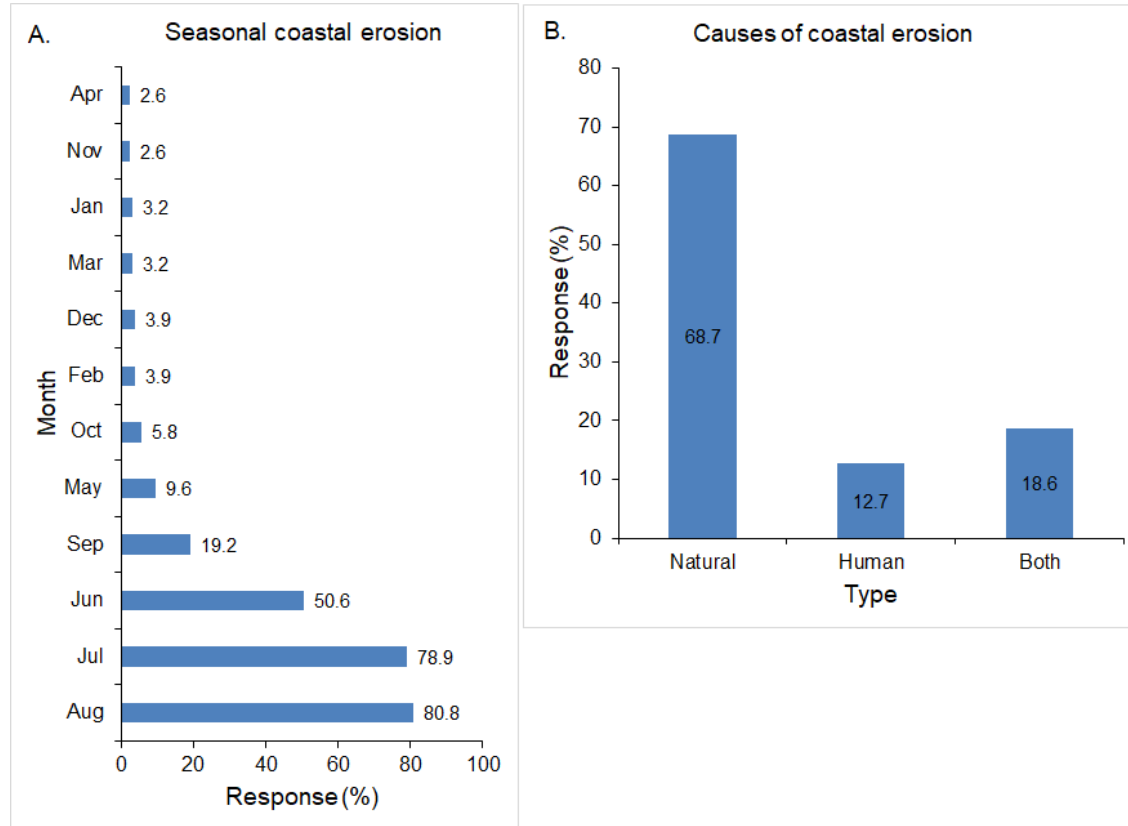 A.
Seasonal coastal erosion
Apr 2.6
Nov 2.6
Jan 3.2
Mar 3.2
Dec 3.9
Feb 3.9
Oct 5.8
May 9.6
Sep 19.2
Jun 50.6
Jul 78.9
Aug 80.8
0 20 40 60 80 100
Month
Response (%)
B.
Causes of coastal erosion
80
70
60
50
40
30
20
10
0
Response (%)
68.7
12.7
18.6
Natural Human Both
Type